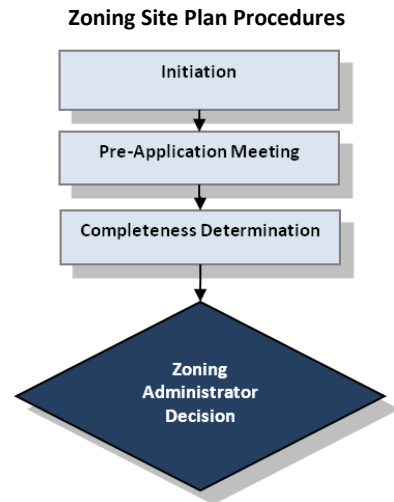 Zoning Site Plan Procedures
Initiation
Pre-Application Meeting
Completeness Determination
Zoning
Administrator
Decision